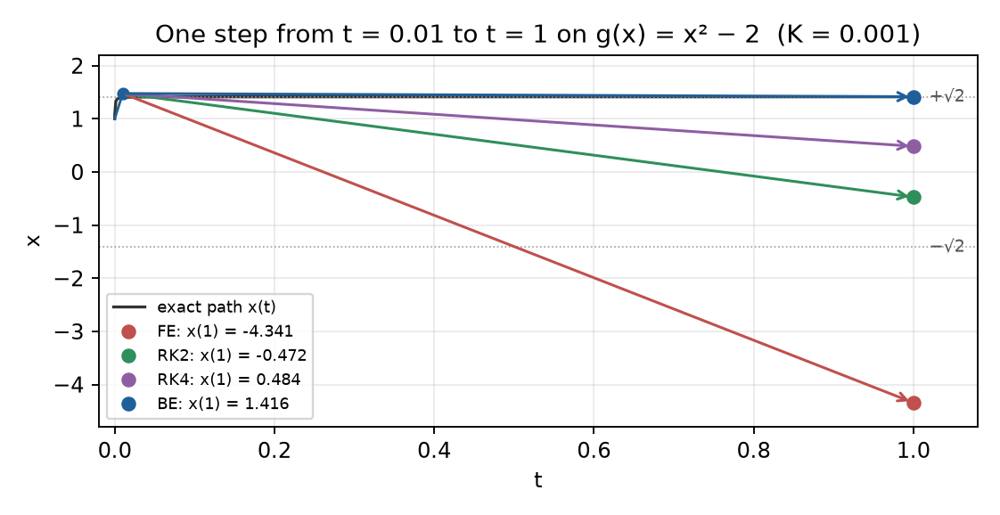 One step from t = 0.01 to t = 1 on g(x) = x² − 2  (K = 0.001)
2
1
0
−1
−2
−3
−4
x
+√2
−√2
exact path x(t)
FE: x(1) = -4.341
RK2: x(1) = -0.472
RK4: x(1) = 0.484
BE: x(1) = 1.416
0.0 0.2 0.4 0.6 0.8 1.0
t